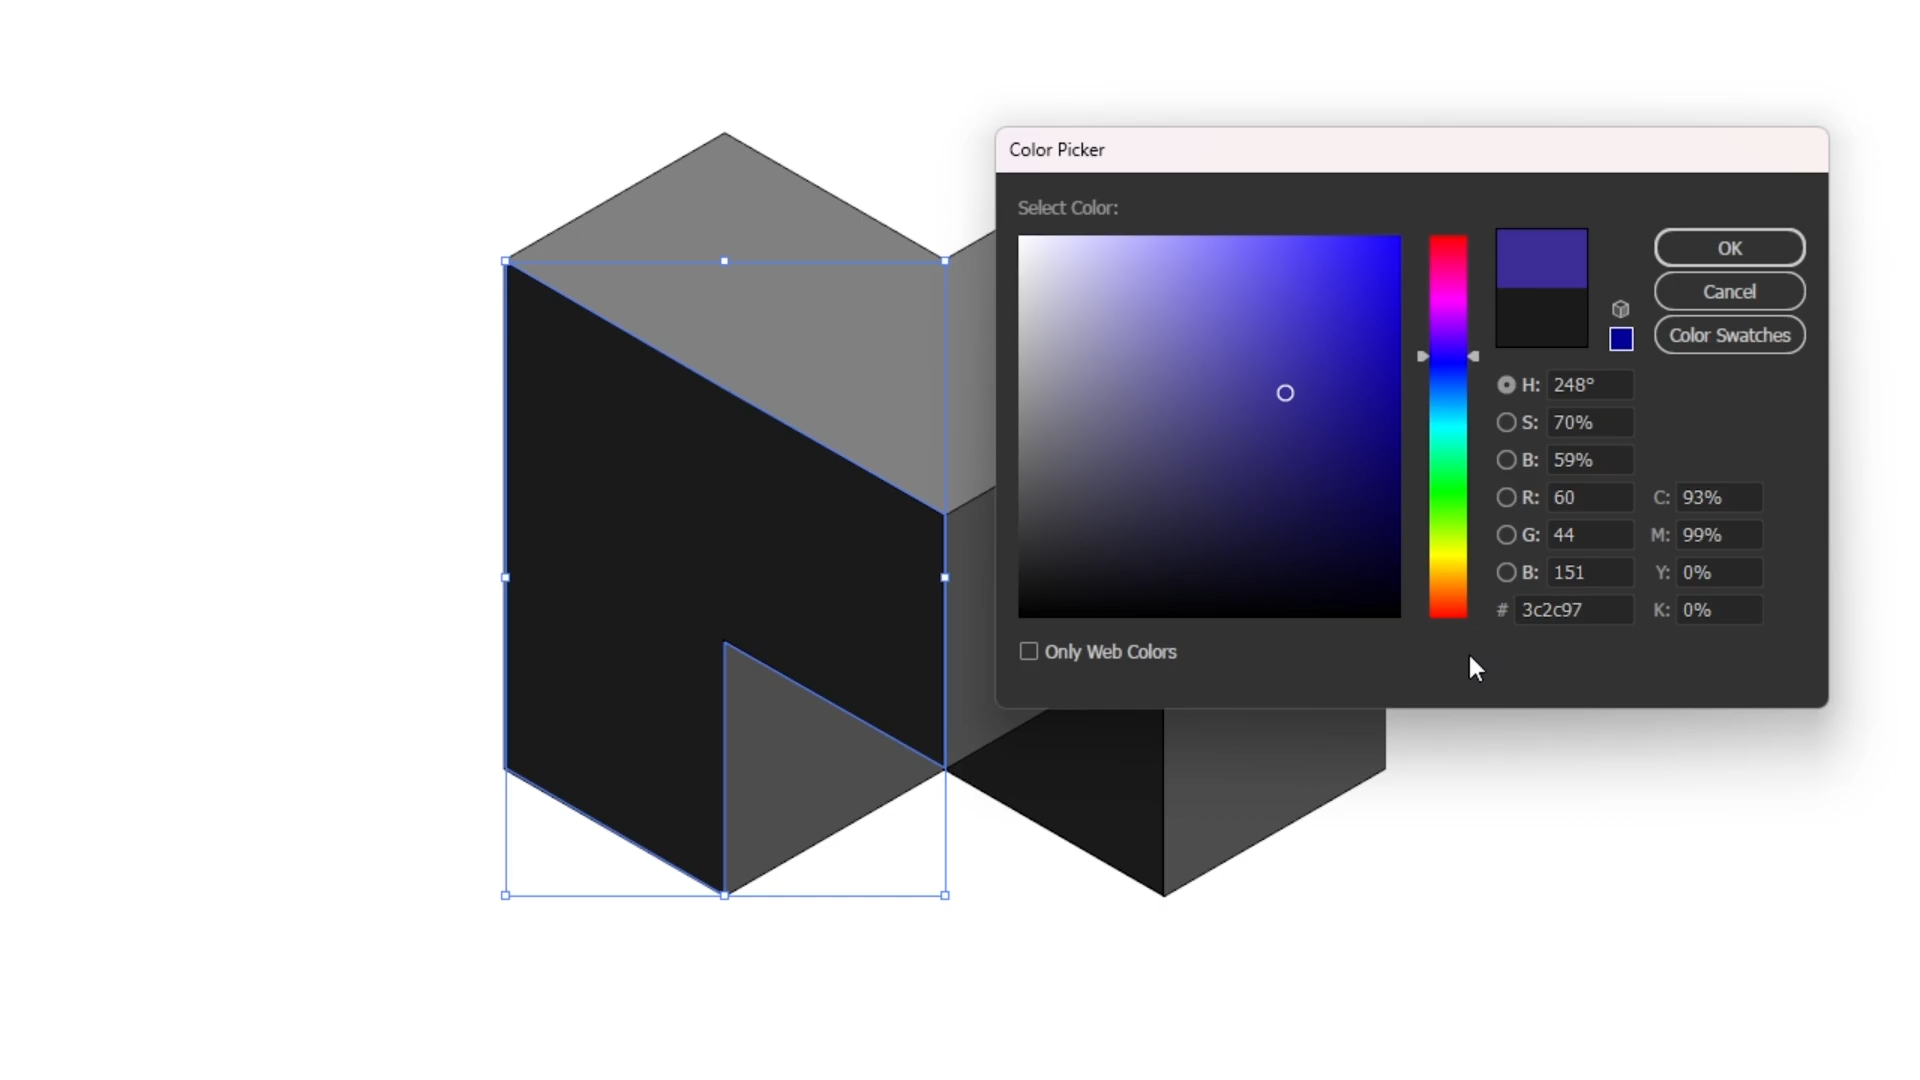 Color Picker
Select Color:
OK
Cancel
Color Swatches
H: 248°
S: 70%
B: 59%
R: 60 C: 93%
G: 44 M: 99%
B: 151 Y: 0%
# 3c2c97 K: 0%
Only Web Colors